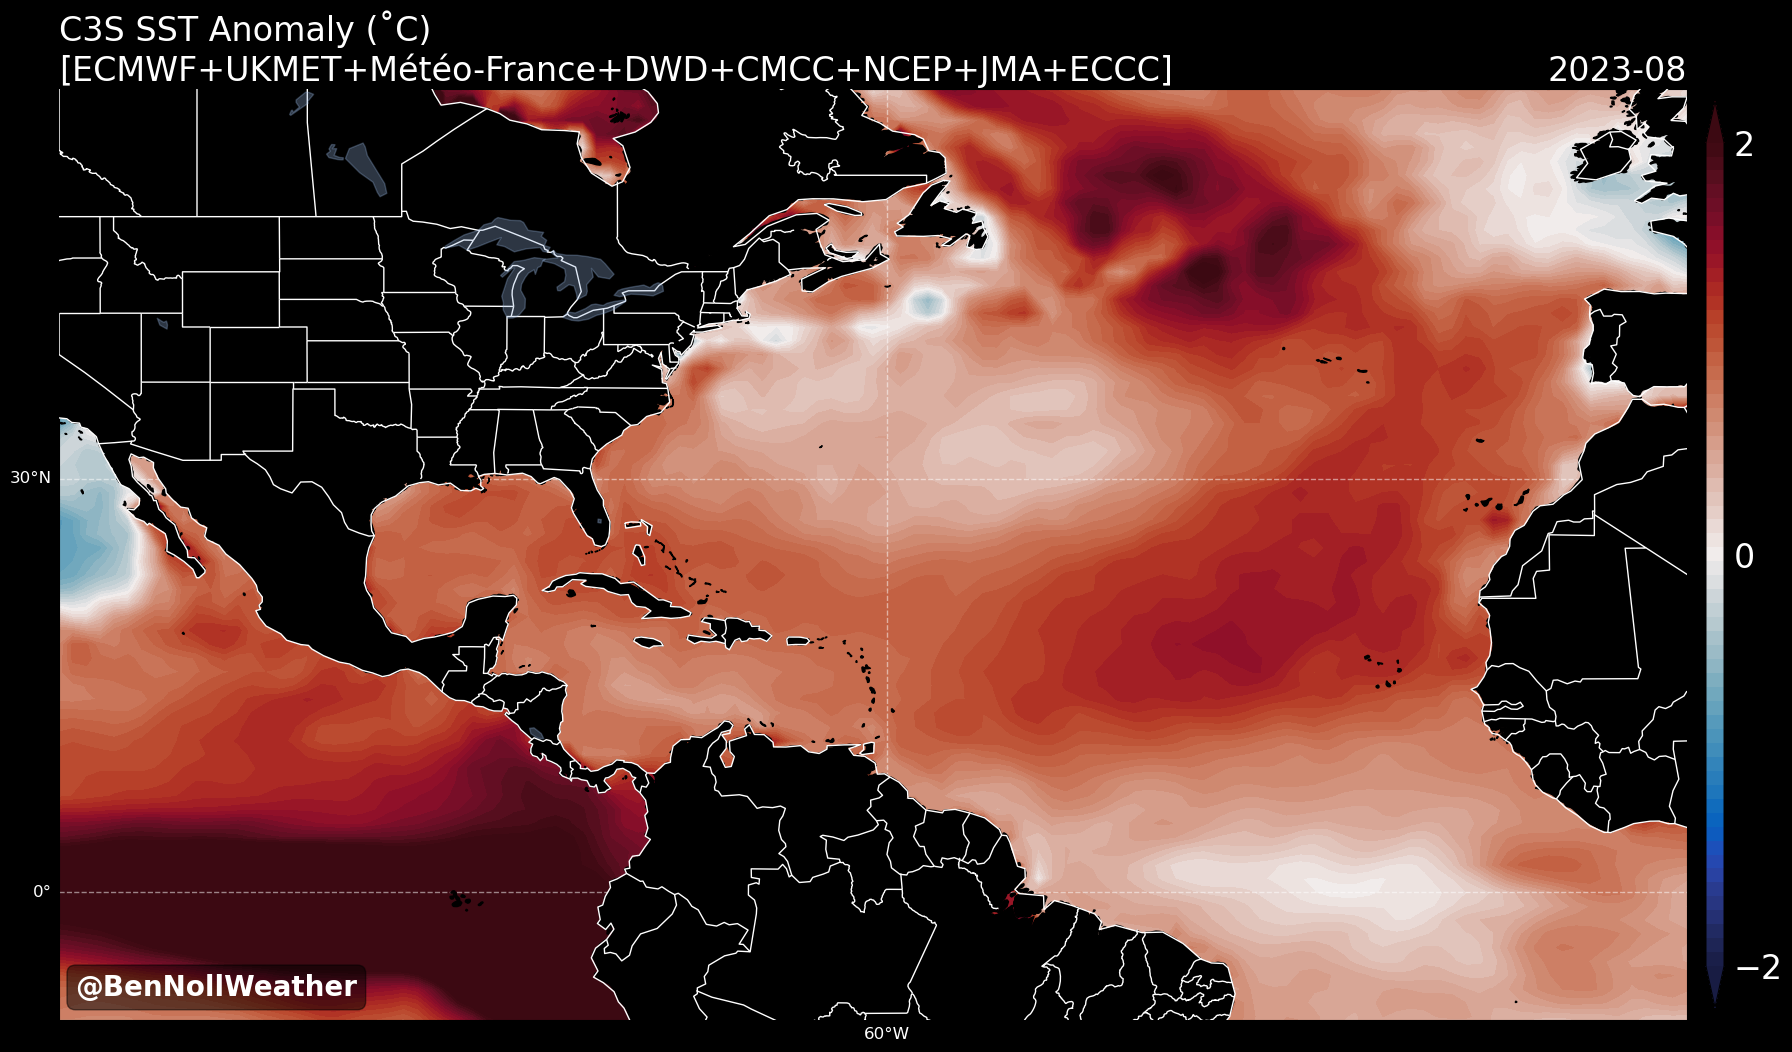 C3S SST Anomaly (˚C)
[ECMWF+UKMET+Météo-France+DWD+CMCC+NCEP+JMA+ECCC]
2023-08
2
0
−2
30°N
0°
60°W
@BenNollWeather